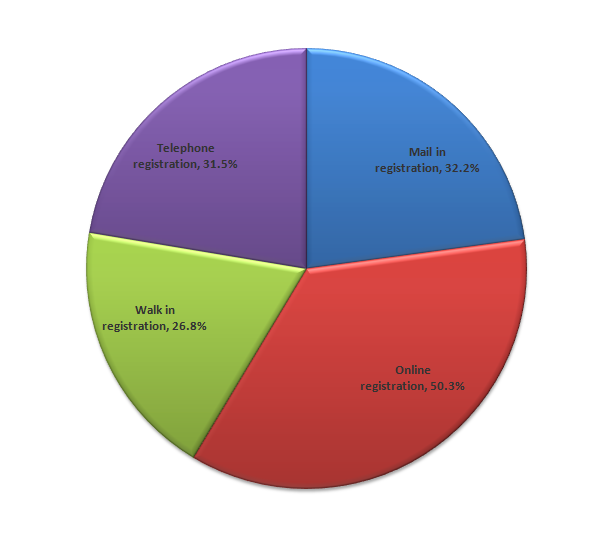 Telephone
registration, 31.5%
Mail in
registration, 32.2%
Walk in
registration, 26.8%
Online
registration, 50.3%